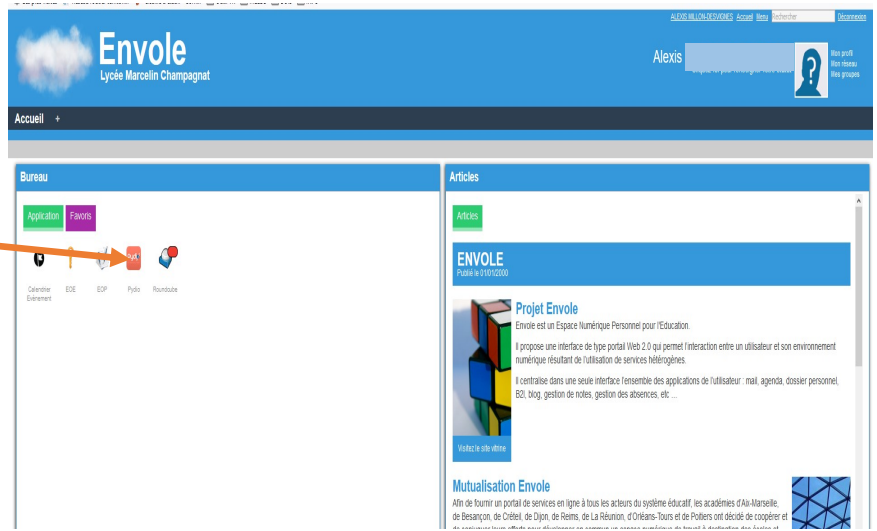 ALEXIS MILLON-DESVIGNES Accueil Menu Rechercher Déconnexion
Envole
Lycée Marcelin Champagnat
Alexis
Mon profil
Mon réseau
Mes groupes
Accueil +
Bureau
Application Favoris
Calendrier Evénement
EOE
EOP
Pydio
Roundcube
Articles
Articles
ENVOLE
Publié le 01/01/2000
Projet Envole
Envole est un Espace Numérique Personnel pour l'Education.
Il propose une interface de type portail Web 2.0 qui permet l'interaction entre un utilisateur et son environnement
numérique résultant de l'utilisation de services hétérogènes.
Il centralise dans une seule interface l'ensemble des applications de l'utilisateur : mail, agenda, dossier personnel,
B2I, blog, gestion de notes, gestion des absences, etc ...
Visitez le site vitrine
Mutualisation Envole
Afin de fournir un portail de services en ligne à tous les acteurs du système éducatif, les académies d'Aix-Marseille,
de Besançon, de Créteil, de Dijon, de Reims, de La Réunion, d'Orléans-Tours et de Poitiers ont décidé de coopérer et